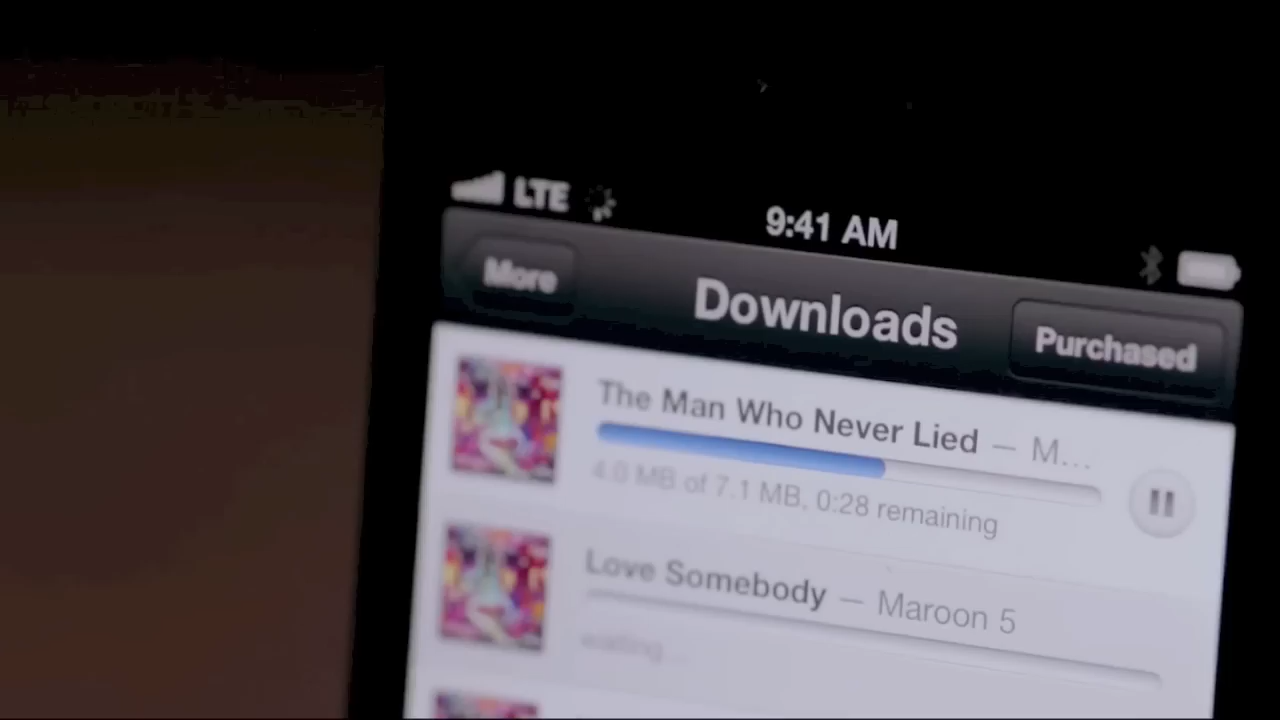 LTE
9:41 AM
More
Downloads
Purchased
The Man Who Never Lied — M...
4.0 MB of 7.1 MB, 0:28 remaining
Love Somebody — Maroon 5
waiting...